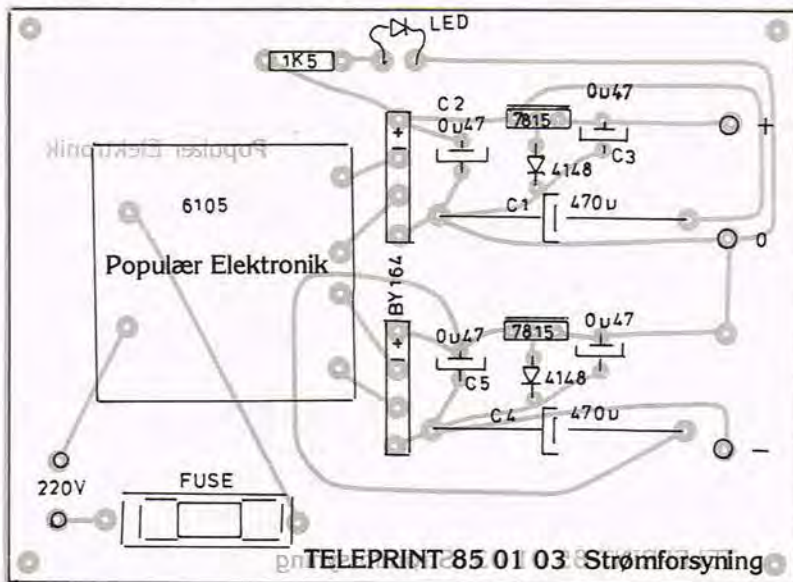 LED
1K5
C2
0u47
+
0u47
7815
+
C3
4148
C1
470u
0
6105
Populær Elektronik
Populær Elektronik
BY164
+
0u47
7815
0u47
C5
4148
C4
470u
-
220V
FUSE
TELEPRINT 85 01 03 Strømforsyning